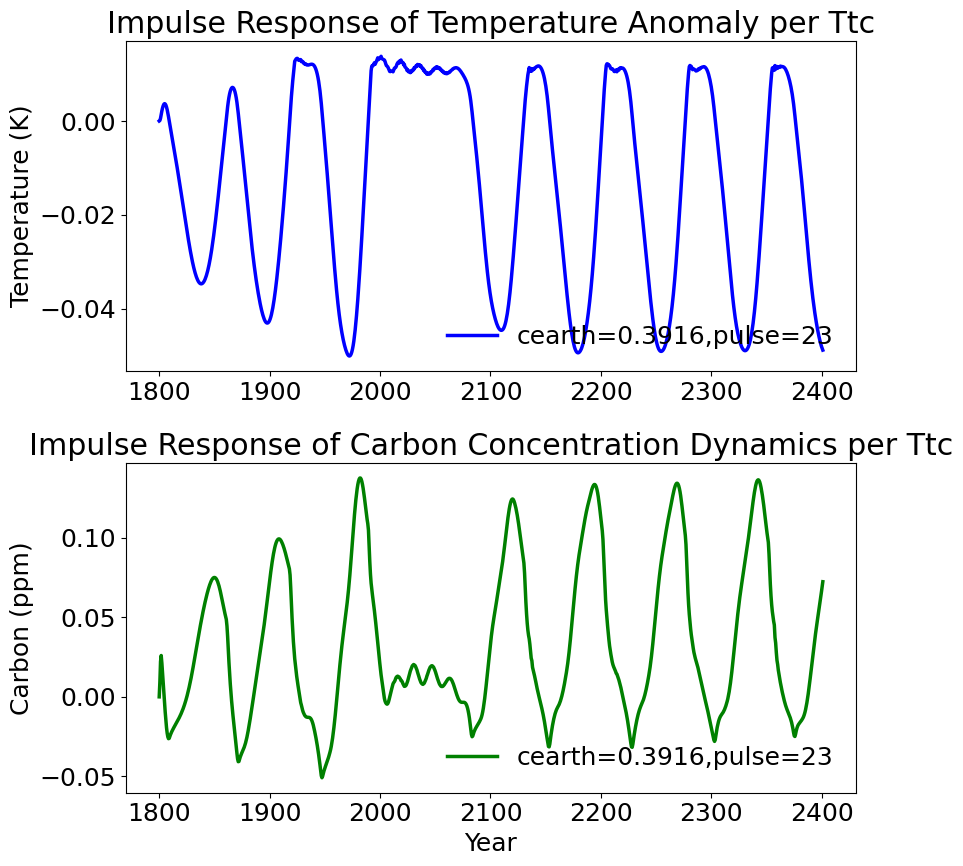 Impulse Response of Temperature Anomaly per Ttc
Temperature (K)
0.00
−0.02
−0.04
cearth=0.3916,pulse=23
1800 1900 2000 2100 2200 2300 2400
Impulse Response of Carbon Concentration Dynamics per Ttc
Carbon (ppm)
0.10
0.05
0.00
−0.05
cearth=0.3916,pulse=23
1800 1900 2000 2100 2200 2300 2400
Year